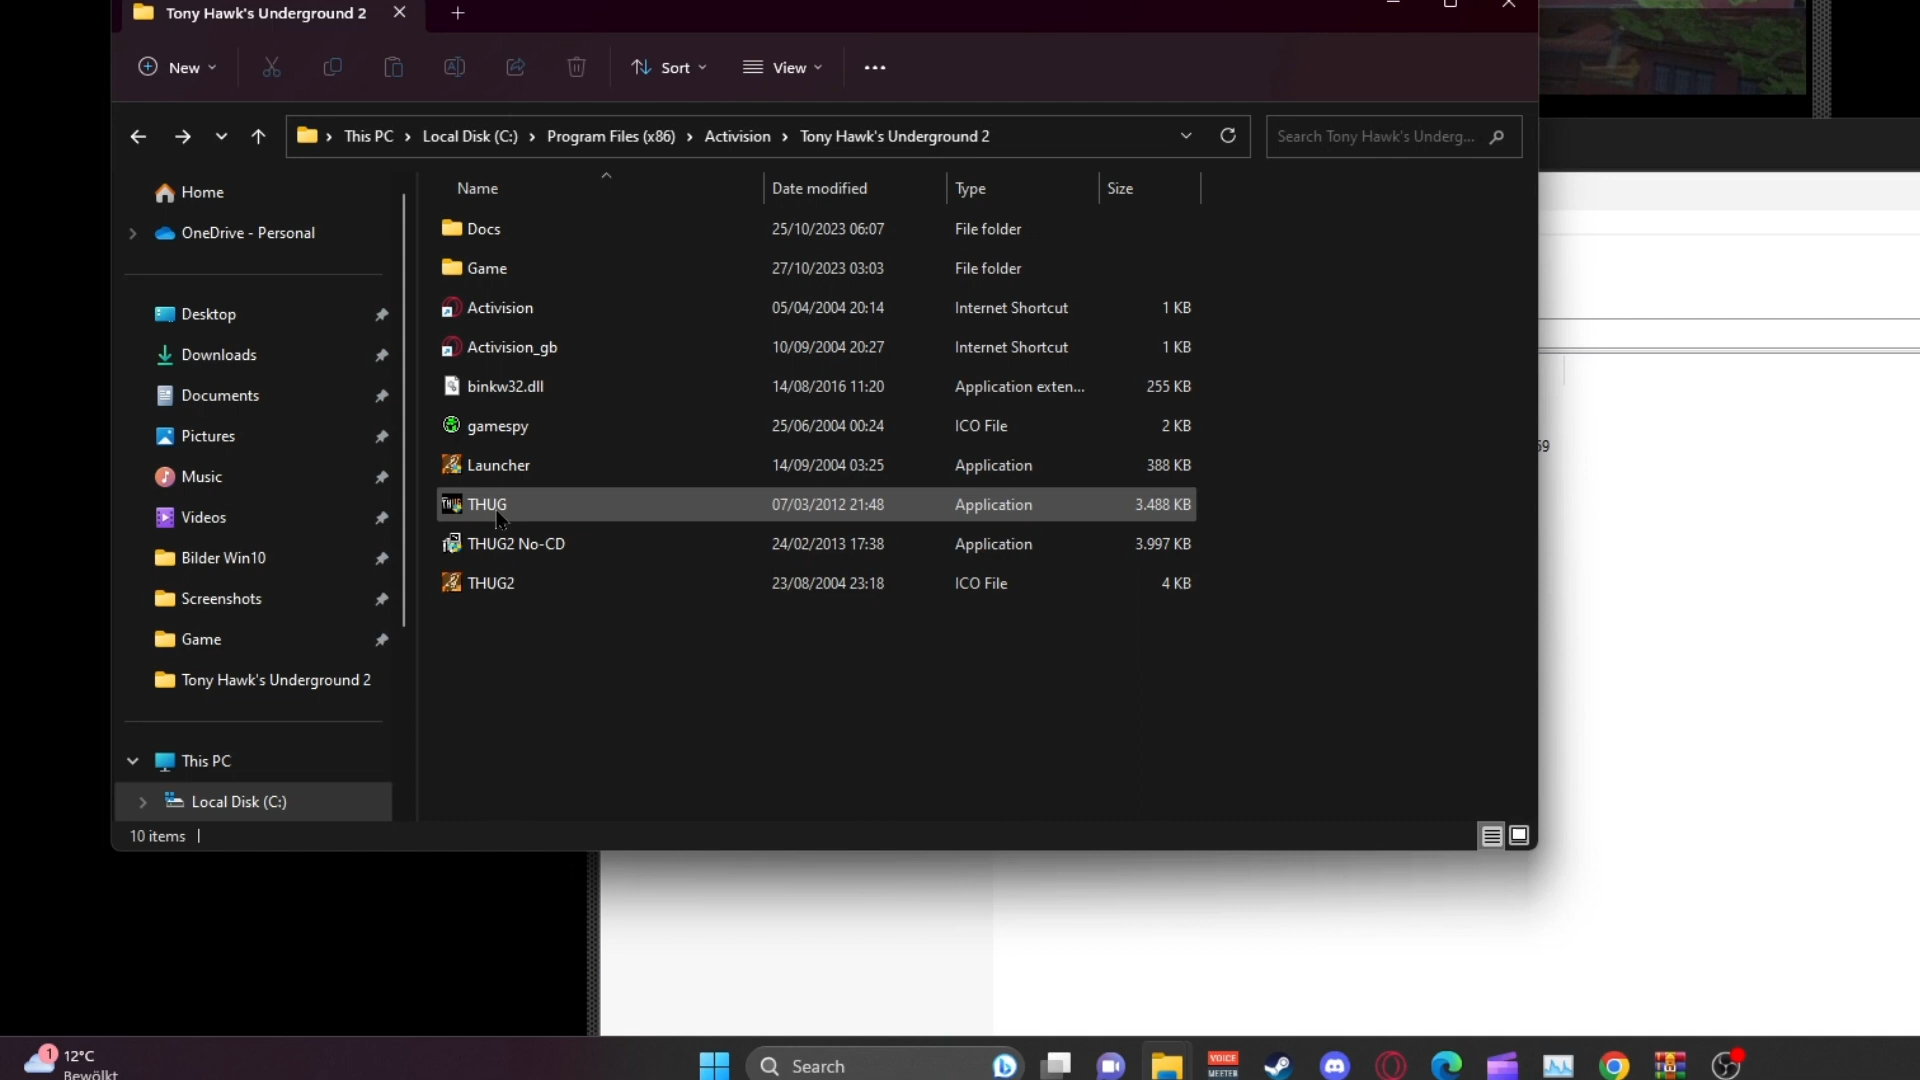 Tony Hawk's Underground 2
New
Sort
View
This PC > Local Disk (C:) > Program Files (x86) > Activision > Tony Hawk's Underground 2
Search Tony Hawk's Underg...
Name Date modified Type Size
Home
OneDrive - Personal
Desktop
Downloads
Documents
Pictures
Music
Videos
Bilder Win10
Screenshots
Game
Tony Hawk's Underground 2
This PC
Local Disk (C:)
Docs 25/10/2023 06:07 File folder
Game 27/10/2023 03:03 File folder
Activision 05/04/2004 20:14 Internet Shortcut 1 KB
Activision_gb 10/09/2004 20:27 Internet Shortcut 1 KB
binkw32.dll 14/08/2016 11:20 Application exten... 255 KB
gamespy 25/06/2004 00:24 ICO File 2 KB
Launcher 14/09/2004 03:25 Application 388 KB
THUG 07/03/2012 21:48 Application 3.488 KB
THUG2 No-CD 24/02/2013 17:38 Application 3.997 KB
THUG2 23/08/2004 23:18 ICO File 4 KB
10 items
59
1
12°C
Bewölkt
Search
VOICE
MEETER